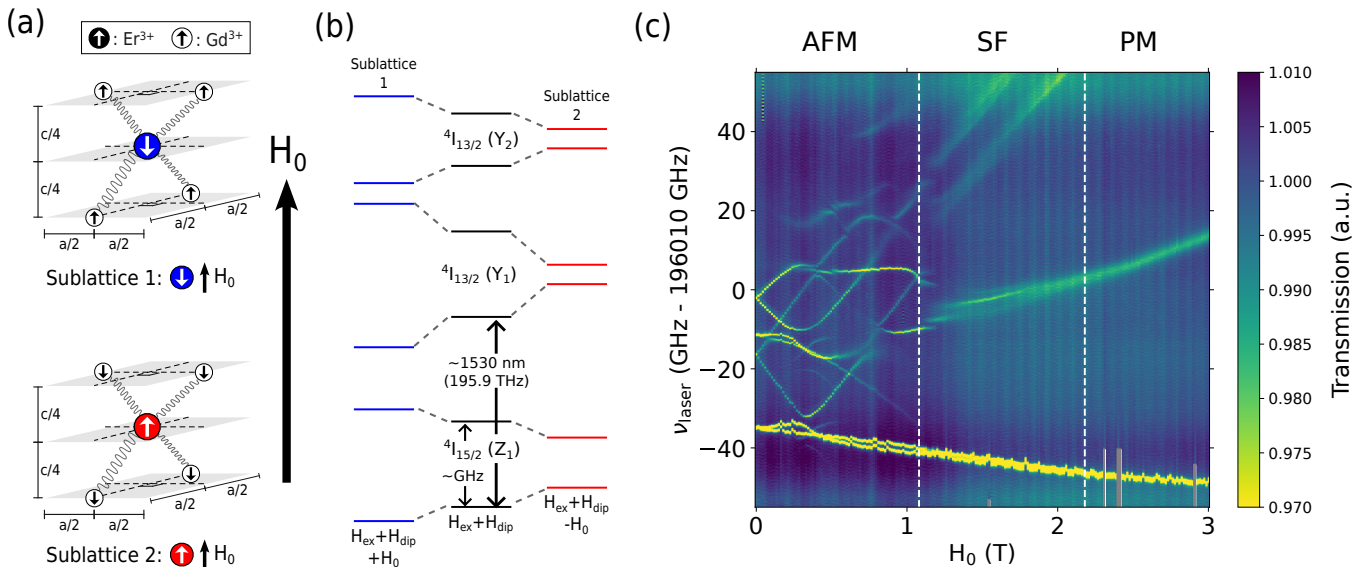 (a)
: Er³⁺ : Gd³⁺
c/4
c/4
a/2 a/2 a/2 a/2
Sublattice 1: H₀
c/4
c/4
a/2 a/2 a/2 a/2
Sublattice 2: H₀
H₀
(b)
Sublattice
1
Sublattice
2
⁴I₁₃/₂ (Y₂)
⁴I₁₃/₂ (Y₁)
~1530 nm
(195.9 THz)
⁴I₁₅/₂ (Z₁)
~GHz
Hₑₓ+H_dip
+H₀
Hₑₓ+H_dip
Hₑₓ+H_dip
-H₀
(c)
AFM SF PM
40
20
0
−20
−40
ν_laser (GHz - 196010 GHz)
0 1 2 3
H₀ (T)
1.010
1.005
1.000
0.995
0.990
0.985
0.980
0.975
0.970
Transmission (a.u.)